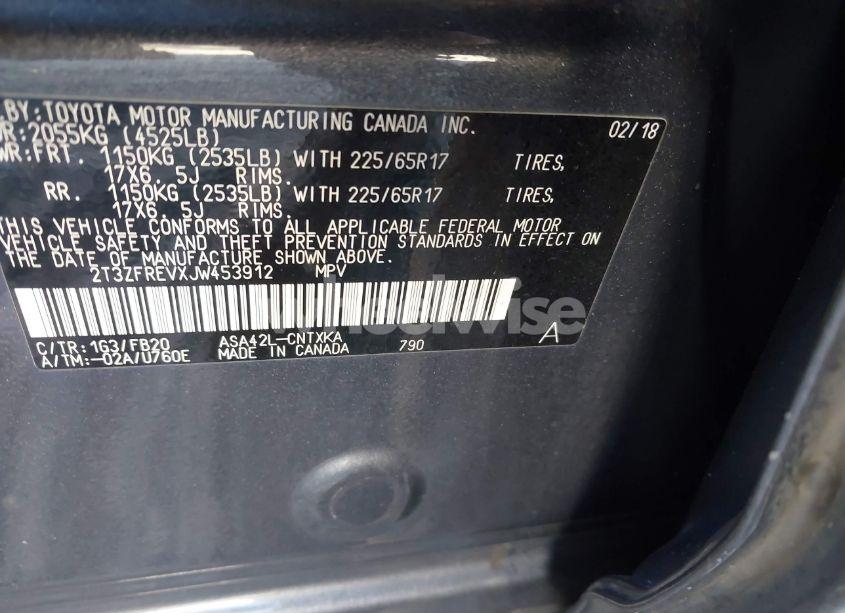 .BY:TOYOTA MOTOR MANUFACTURING CANADA INC. 02/18
WR:2055KG (4525LB)
WR:FRT. 1150KG (2535LB) WITH 225/65R17 TIRES,
17X6.5J RIMS.
RR. 1150KG (2535LB) WITH 225/65R17 TIRES,
17X6.5J RIMS.
THIS VEHICLE CONFORMS TO ALL APPLICABLE FEDERAL MOTOR
VEHICLE SAFETY AND THEFT PREVENTION STANDARDS IN EFFECT ON
THE DATE OF MANUFACTURE SHOWN ABOVE.
2T3ZFREVXJW453912 MPV
wheelwise
C/TR:1G3/FB20 ASA42L-CNTXKA 790 A
A/TM:-02A/U760E MADE IN CANADA